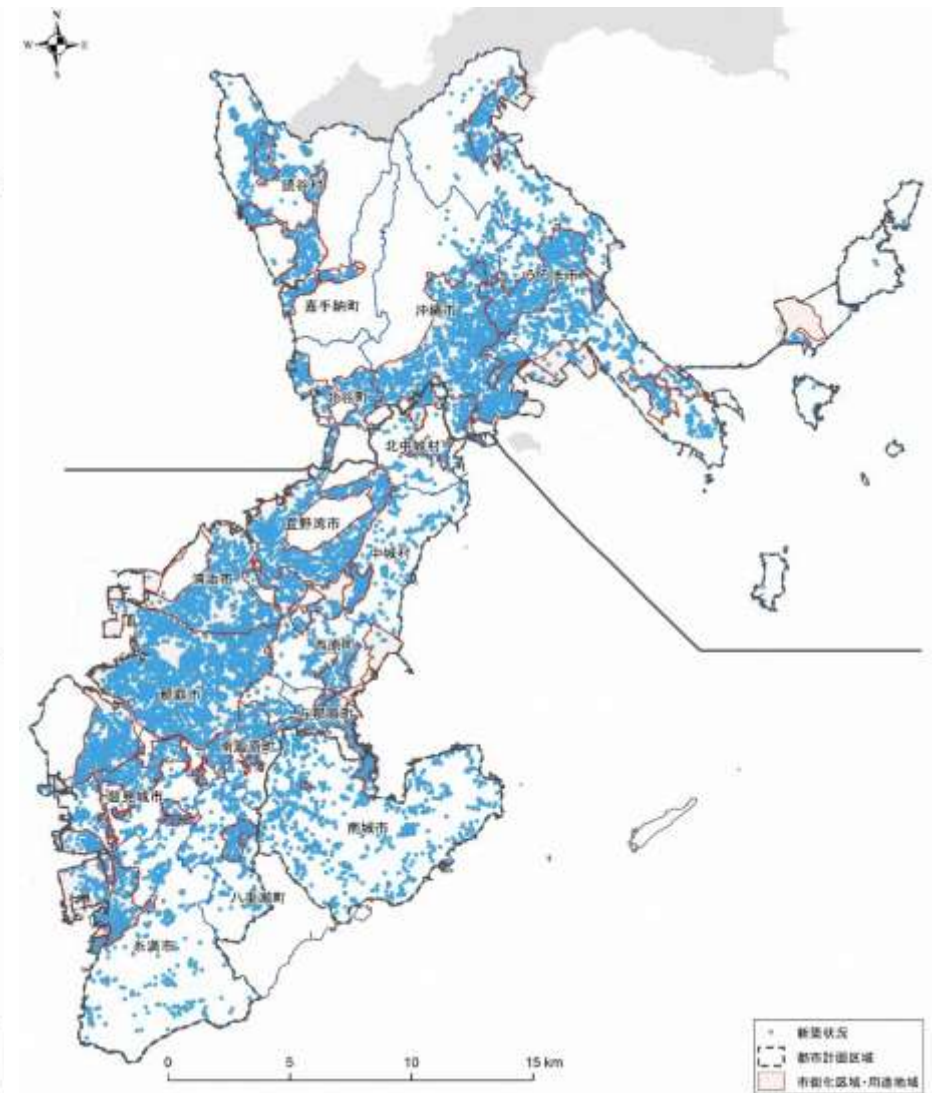 N
W E
S
読谷村
うるま市
嘉手納町
沖縄市
北谷町
北中城村
宜野湾市
中城村
浦添市
西原町
那覇市
与那原町
南風原町
豊見城市
南城市
八重瀬町
糸満市
0 5 10 15 km
新築状況
都市計画区域
市街化区域・用途地域